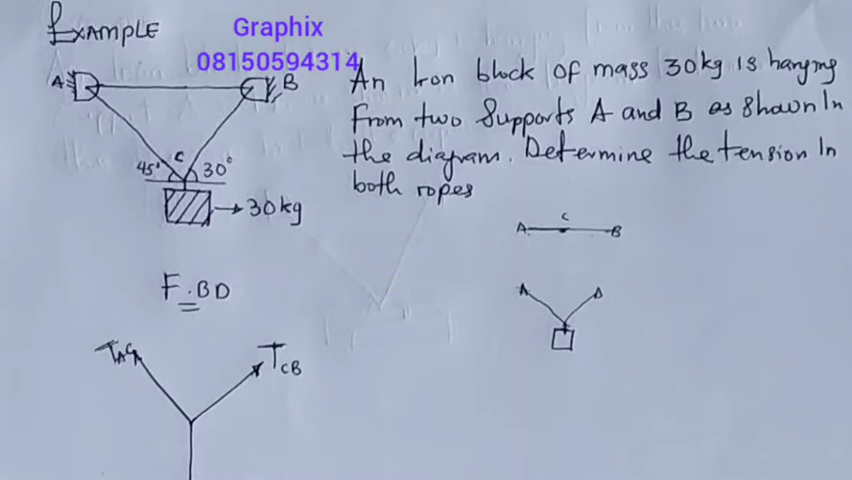 EXAMPLE
Graphix
08150594314
An Iron block of mass 30kg is hanging
From two Supports A and B as shown In
the diagram. Determine the tension In
both ropes
A
B
C
45°
30°
30kg
A
C
B
F.BD
A
TCB